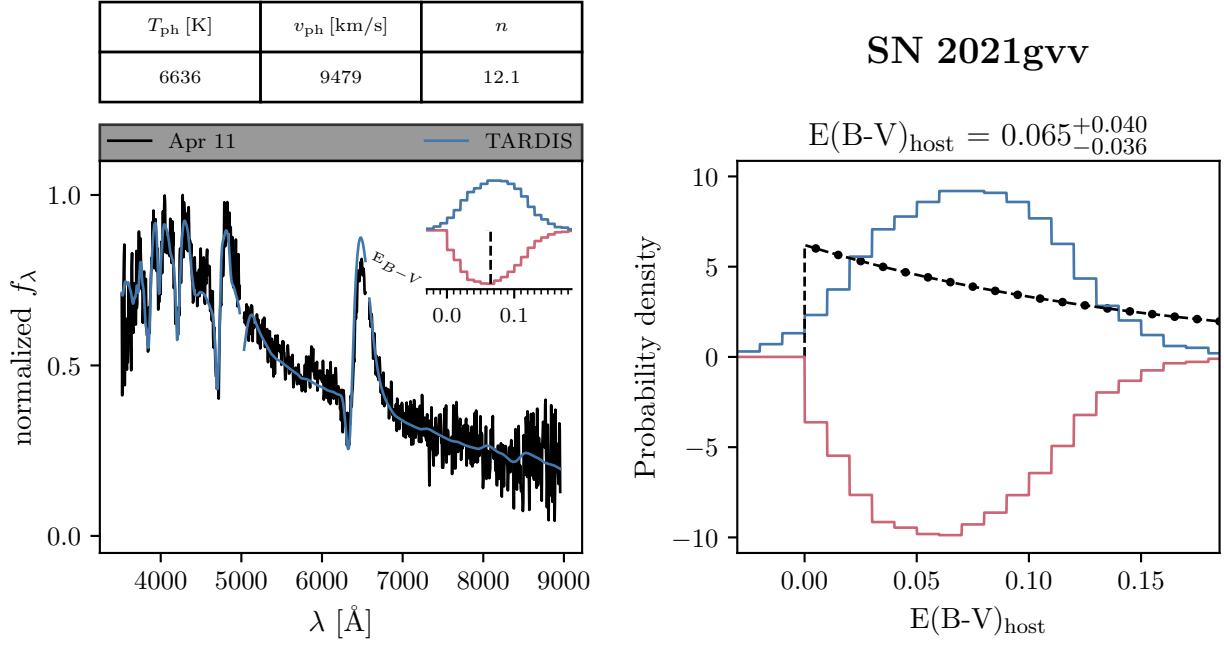 T_ph [K] v_ph [km/s] n
6636 9479 12.1
Apr 11 TARDIS
normalized f_λ
1.0
0.5
0.0
4000 5000 6000 7000 8000 9000
λ [Å]
E_{B−V}
0.0 0.1
SN 2021gvv
E(B-V)_host = 0.065^{+0.040}_{−0.036}
Probability density
10
5
0
−5
−10
0.00 0.05 0.10 0.15
E(B-V)_host